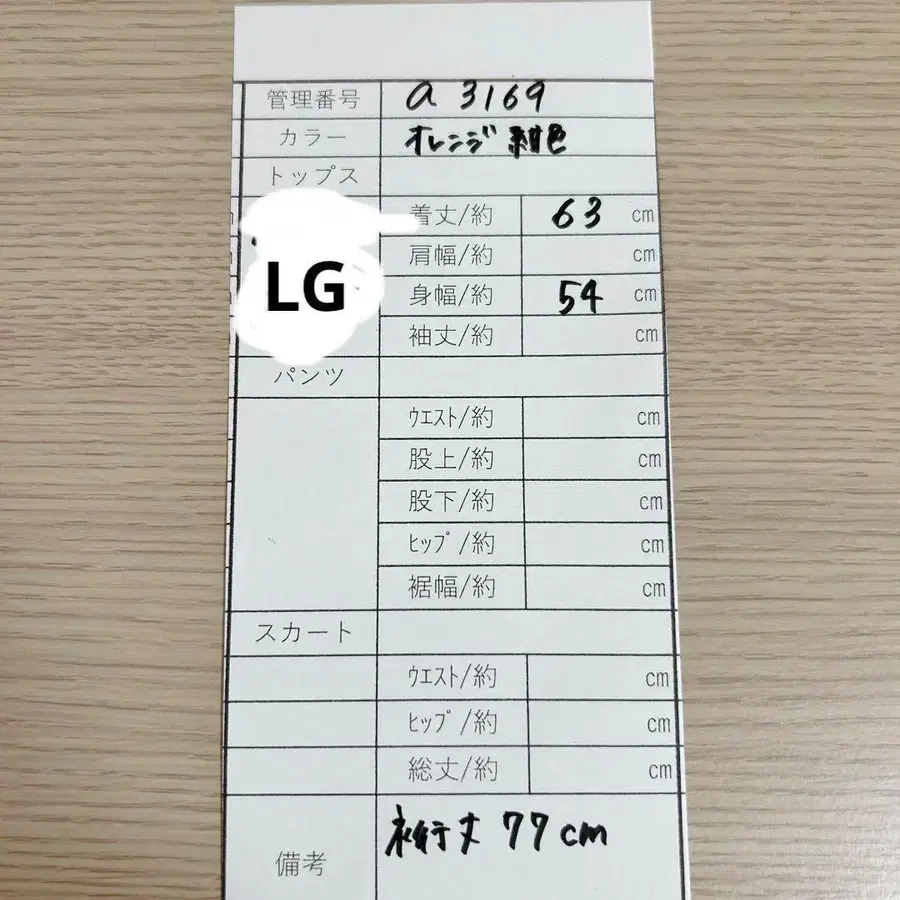 管理番号 a 3169
カラー オレンジ 紺色
トップス
着丈/約 63 cm
肩幅/約 cm
LG
身幅/約 54 cm
袖丈/約 cm
パンツ
ウエスト/約 cm
股上/約 cm
股下/約 cm
ヒップ/約 cm
裾幅/約 cm
スカート
ウエスト/約 cm
ヒップ/約 cm
総丈/約 cm
備考 裄丈 77cm